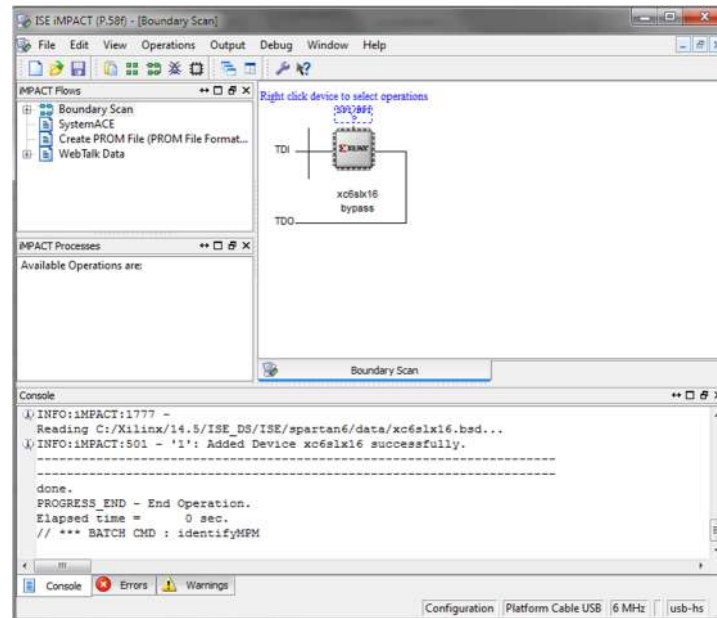 ISE iMPACT (P.58f) - [Boundary Scan]
File Edit View Operations Output Debug Window Help
iMPACT Flows
Boundary Scan
SystemACE
Create PROM File (PROM File Format...
WebTalk Data
iMPACT Processes
Available Operations are:
Right click device to select operations
TDI
XILINX
xc6slx16
bypass
TDO
Boundary Scan
Console
INFO:iMPACT:1777 -
Reading C:/Xilinx/14.5/ISE_DS/ISE/spartan6/data/xc6slx16.bsd...
INFO:iMPACT:501 - '1': Added Device xc6slx16 successfully.
----------------------------------------------------------------------
----------------------------------------------------------------------
done.
PROGRESS_END - End Operation.
Elapsed time =      0 sec.
// *** BATCH CMD : identifyMPM
Console Errors Warnings
Configuration Platform Cable USB 6 MHz usb-hs